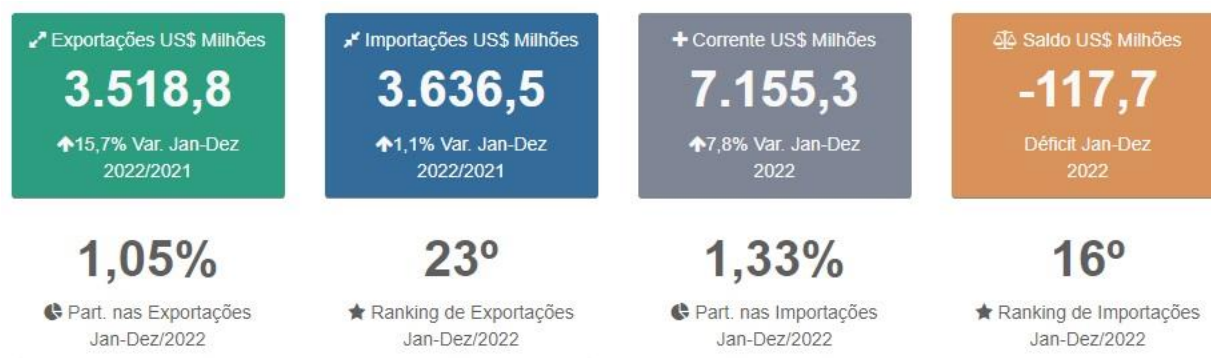 Exportações US$ Milhões
3.518,8
15,7% Var. Jan-Dez
2022/2021
Importações US$ Milhões
3.636,5
1,1% Var. Jan-Dez
2022/2021
Corrente US$ Milhões
7.155,3
7,8% Var. Jan-Dez
2022
Saldo US$ Milhões
-117,7
Déficit Jan-Dez
2022
1,05%
Part. nas Exportações
Jan-Dez/2022
23º
Ranking de Exportações
Jan-Dez/2022
1,33%
Part. nas Importações
Jan-Dez/2022
16º
Ranking de Importações
Jan-Dez/2022